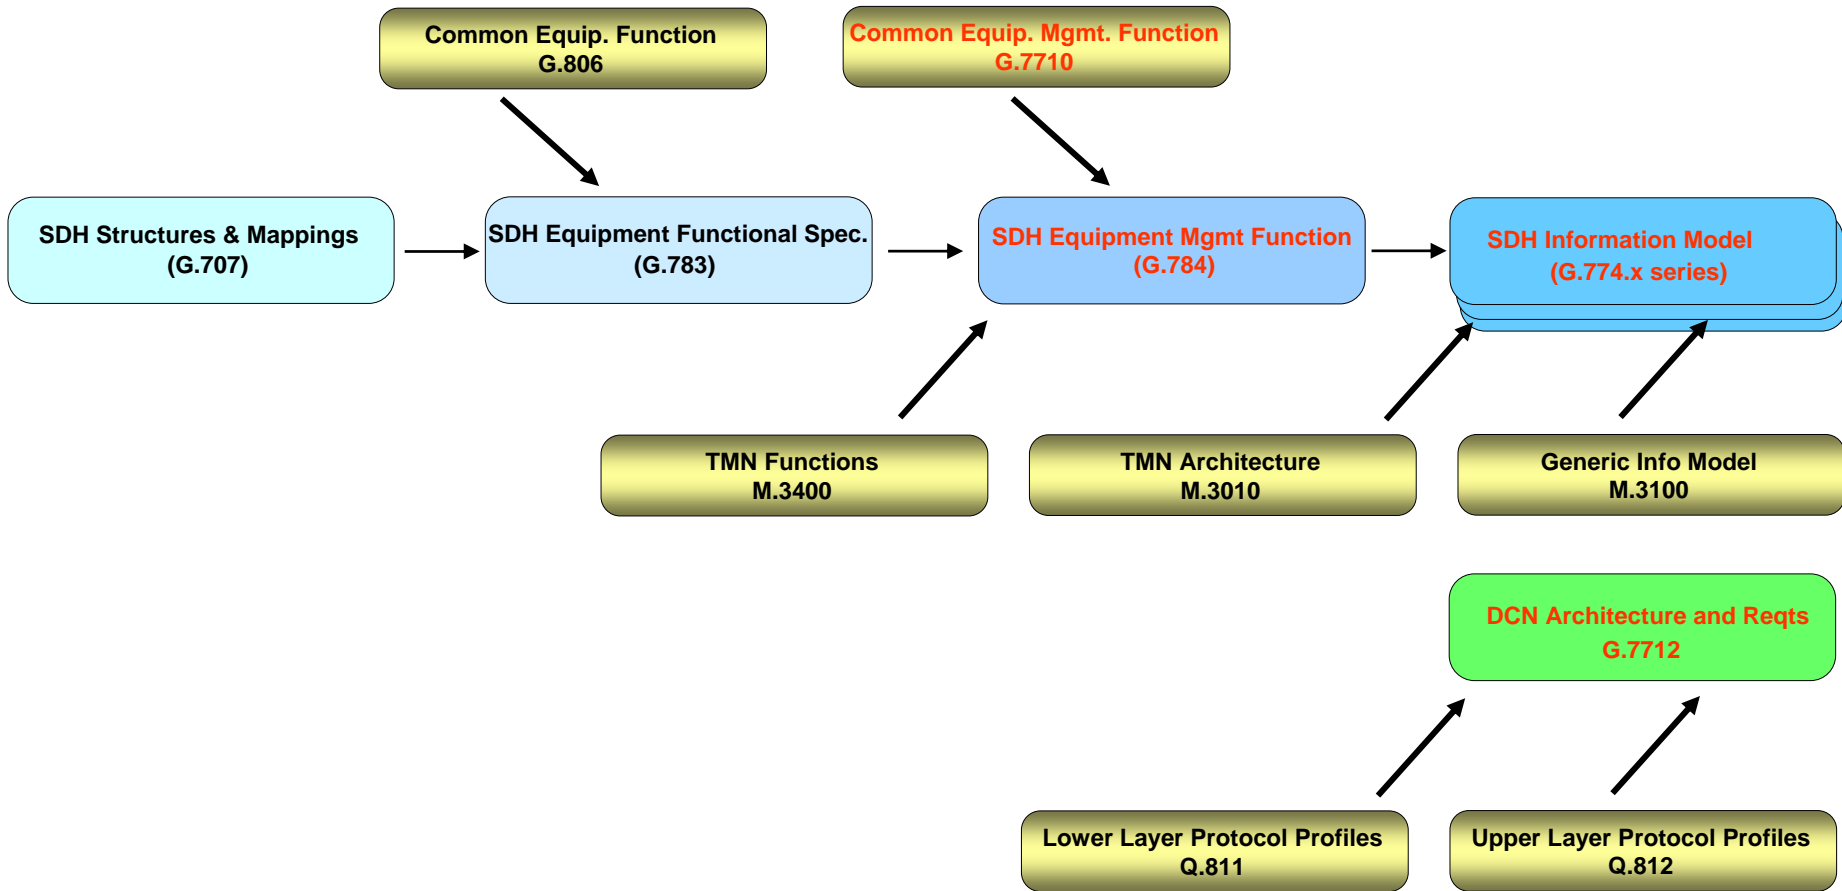 Common Equip. Function
G.806
Common Equip. Mgmt. Function
G.7710
SDH Structures & Mappings
(G.707)
SDH Equipment Functional Spec.
(G.783)
SDH Equipment Mgmt Function
(G.784)
SDH Information Model
(G.774.x series)
TMN Functions
M.3400
TMN Architecture
M.3010
Generic Info Model
M.3100
DCN Architecture and Reqts
G.7712
Lower Layer Protocol Profiles
Q.811
Upper Layer Protocol Profiles
Q.812